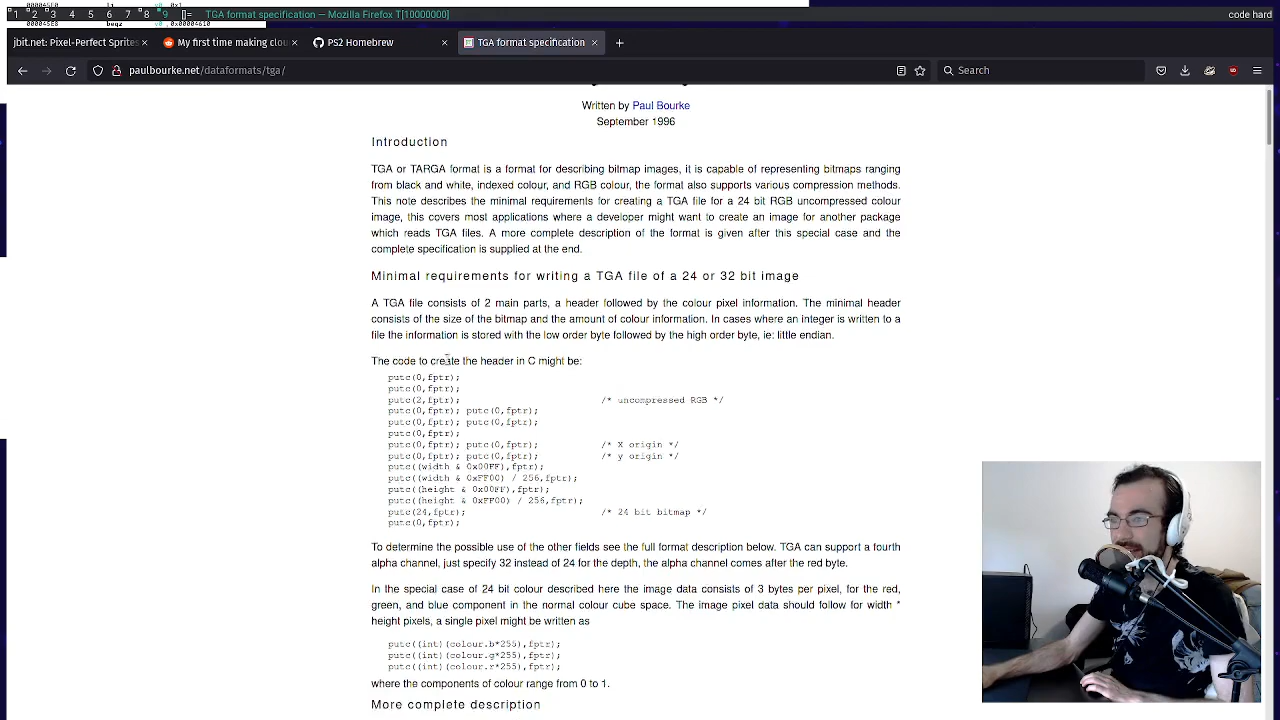 000045E0 li v0 ,0x1
000045E8 beqz v0 ,0x00004610
1 2 3 4 5 6 7 8 9 []= TGA format specification — Mozilla Firefox T[10000000] code hard
jbit.net: Pixel-Perfect Sprites My first time making clou PS2 Homebrew TGA format specification
paulbourke.net/dataformats/tga/ Search
Written by Paul Bourke
September 1996
Introduction
TGA or TARGA format is a format for describing bitmap images, it is capable of representing bitmaps ranging
from black and white, indexed colour, and RGB colour, the format also supports various compression methods.
This note describes the minimal requirements for creating a TGA file for a 24 bit RGB uncompressed colour
image, this covers most applications where a developer might want to create an image for another package
which reads TGA files. A more complete description of the format is given after this special case and the
complete specification is supplied at the end.
Minimal requirements for writing a TGA file of a 24 or 32 bit image
A TGA file consists of 2 main parts, a header followed by the colour pixel information. The minimal header
consists of the size of the bitmap and the amount of colour information. In cases where an integer is written to a
file the information is stored with the low order byte followed by the high order byte, ie: little endian.
The code to create the header in C might be:
putc(0,fptr);
putc(0,fptr);
putc(2,fptr); /* uncompressed RGB */
putc(0,fptr); putc(0,fptr);
putc(0,fptr); putc(0,fptr);
putc(0,fptr);
putc(0,fptr); putc(0,fptr); /* X origin */
putc(0,fptr); putc(0,fptr); /* y origin */
putc((width & 0x00FF),fptr);
putc((width & 0xFF00) / 256,fptr);
putc((height & 0x00FF),fptr);
putc((height & 0xFF00) / 256,fptr);
putc(24,fptr); /* 24 bit bitmap */
putc(0,fptr);
To determine the possible use of the other fields see the full format description below. TGA can support a fourth
alpha channel, just specify 32 instead of 24 for the depth, the alpha channel comes after the red byte.
In the special case of 24 bit colour described here the image data consists of 3 bytes per pixel, for the red,
green, and blue component in the normal colour cube space. The image pixel data should follow for width *
height pixels, a single pixel might be written as
putc((int)(colour.b*255),fptr);
putc((int)(colour.g*255),fptr);
putc((int)(colour.r*255),fptr);
where the components of colour range from 0 to 1.
More complete description